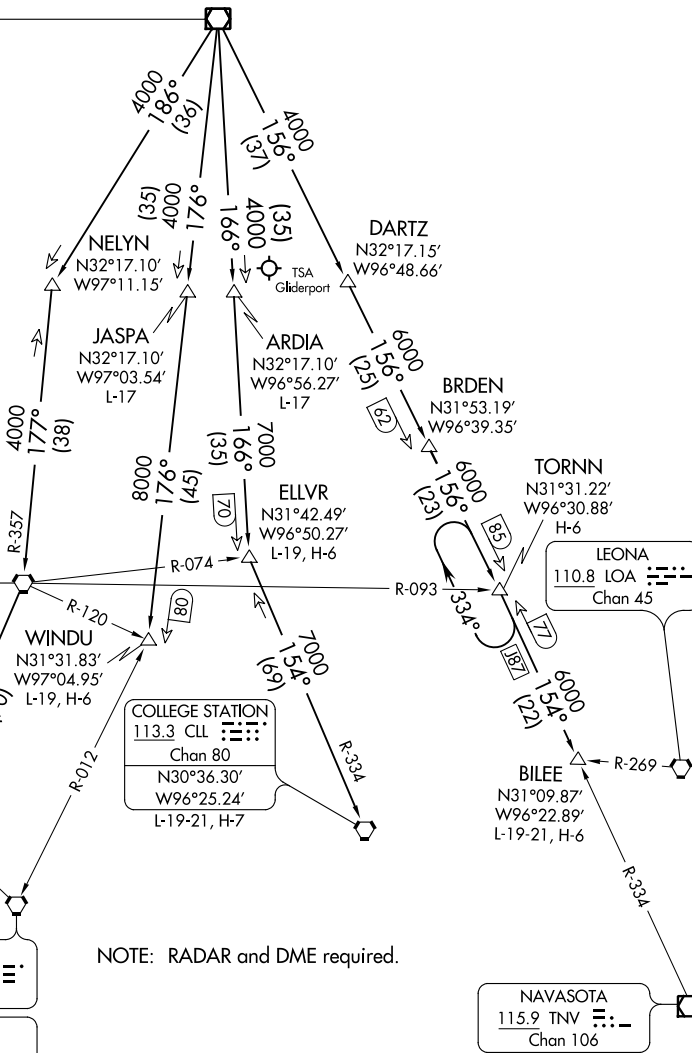 4000
186°
(36)
(35)
4000
176°
166°
4000
(35)
4000
156°
(37)
NELYN
N32°17.10′
W97°11.15′
JASPA
N32°17.10′
W97°03.54′
L-17
TSA
Gliderport
ARDIA
N32°17.10′
W96°56.27′
L-17
DARTZ
N32°17.15′
W96°48.66′
6000
156°
(25)
62
BRDEN
N31°53.19′
W96°39.35′
4000
177°
(38)
8000
176°
(45)
7000
166°
(35)
70
ELLVR
N31°42.49′
W96°50.27′
L-19, H-6
6000
156°
(23)
85
TORNN
N31°31.22′
W96°30.88′
H-6
LEONA
110.8 LOA
Chan 45
R-357
R-074
R-093
R-120
334°
77
J87
80
WINDU
N31°31.83′
W97°04.95′
L-19, H-6
7000
154°
(69)
6000
154°
(22)
COLLEGE STATION
113.3 CLL
Chan 80
N30°36.30′
W96°25.24′
L-19-21, H-7
R-012
R-334
BILEE
N31°09.87′
W96°22.89′
L-19-21, H-6
R-269
R-334
NOTE: RADAR and DME required.
NAVASOTA
115.9 TNV
Chan 106